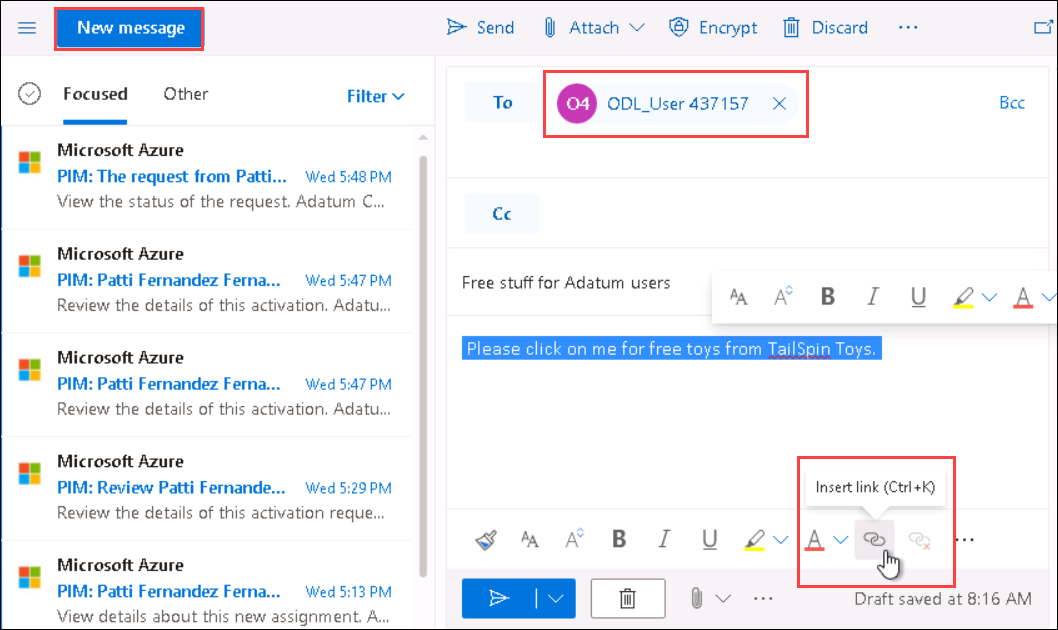 New message
Send
Attach
Encrypt
Discard
Focused
Other
Filter
Microsoft Azure
PIM: The request from Patti... Wed 5:48 PM
View the status of the request. Adatum C...
Microsoft Azure
PIM: Patti Fernandez Ferna... Wed 5:47 PM
Review the details of this activation. Adatu...
Microsoft Azure
PIM: Patti Fernandez Ferna... Wed 5:47 PM
Review the details of this activation. Adatu...
Microsoft Azure
PIM: Review Patti Fernande... Wed 5:29 PM
Review the details of this activation reque...
Microsoft Azure
PIM: Patti Fernandez Ferna... Wed 5:13 PM
View details about this new assignment. A...
To
O4 ODL_User 437157
Bcc
Cc
Free stuff for Adatum users
AA A B I U A
Please click on me for free toys from TailSpin Toys.
Insert link (Ctrl+K)
AA A B I U A
Draft saved at 8:16 AM